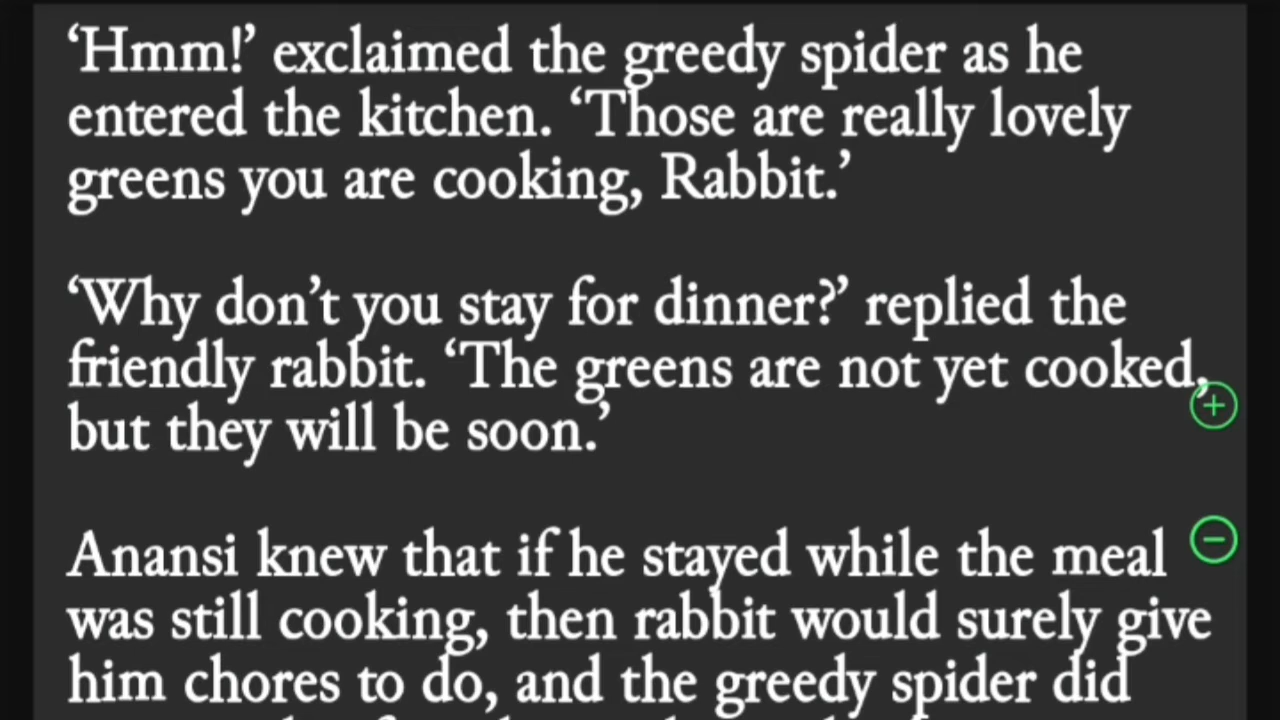 ‘Hmm!’ exclaimed the greedy spider as he
entered the kitchen. ‘Those are really lovely
greens you are cooking, Rabbit.’
‘Why don’t you stay for dinner?’ replied the
friendly rabbit. ‘The greens are not yet cooked,
but they will be soon.’
Anansi knew that if he stayed while the meal
was still cooking, then rabbit would surely give
him chores to do, and the greedy spider did